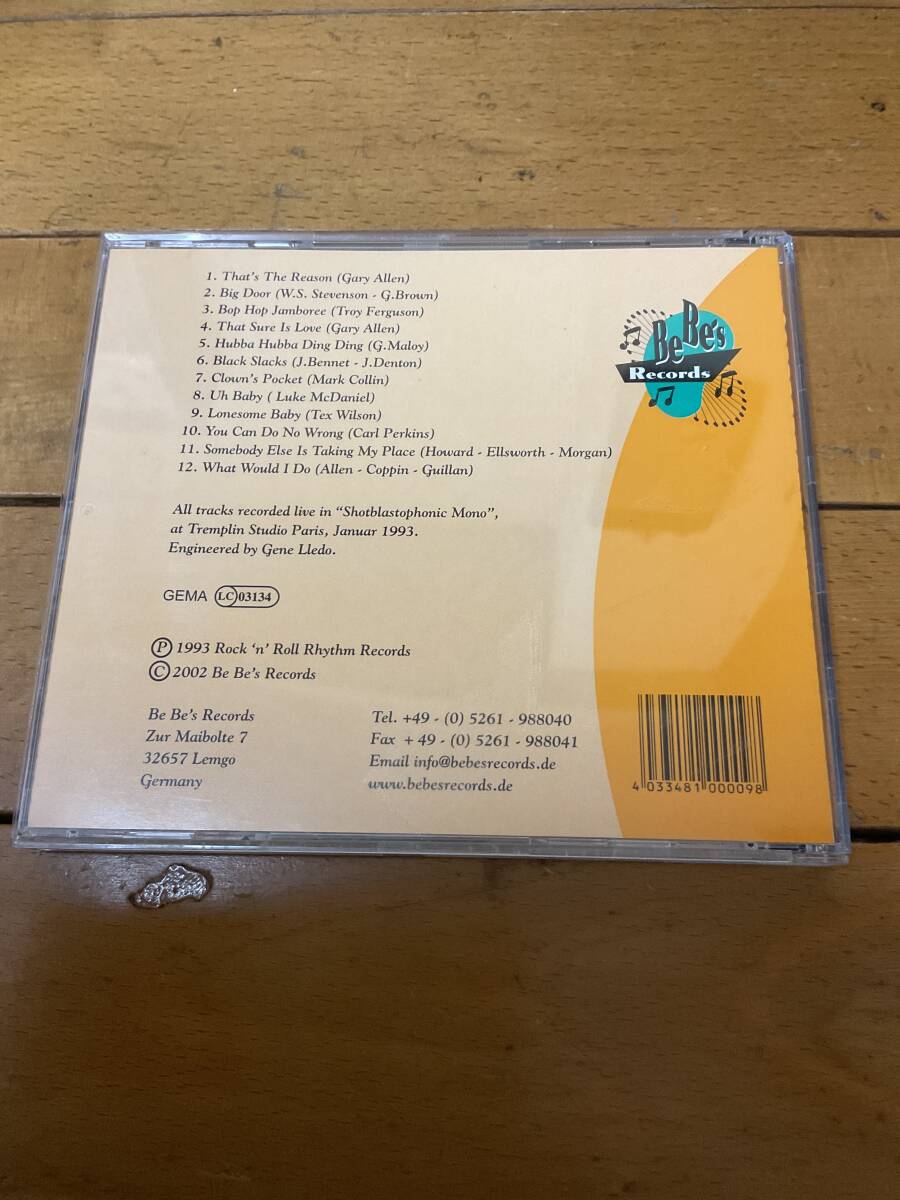 1. That's The Reason (Gary Allen)
2. Big Door (W.S. Stevenson - G.Brown)
3. Bop Hop Jamboree (Troy Ferguson)
4. That Sure Is Love (Gary Allen)
5. Hubba Hubba Ding Ding (G.Maloy)
6. Black Slacks (J.Bennet - J.Denton)
7. Clown's Pocket (Mark Collin)
8. Uh Baby ( Luke McDaniel)
9. Lonesome Baby (Tex Wilson)
10. You Can Do No Wrong (Carl Perkins)
11. Somebody Else Is Taking My Place (Howard - Ellsworth - Morgan)
12. What Would I Do (Allen - Coppin - Guillan)
BeBe's
Records
All tracks recorded live in “Shotblastophonic Mono”,
at Tremplin Studio Paris, Januar 1993.
Engineered by Gene Lledo.
GEMA LC 03134
Ⓟ 1993 Rock ‘n’ Roll Rhythm Records
© 2002 Be Be's Records
Be Be's Records
Zur Maibolte 7
32657 Lemgo
Germany
Tel. +49 - (0) 5261 - 988040
Fax + 49 - (0) 5261 - 988041
Email info@bebesrecords.de
www.bebesrecords.de
4 033481 000098